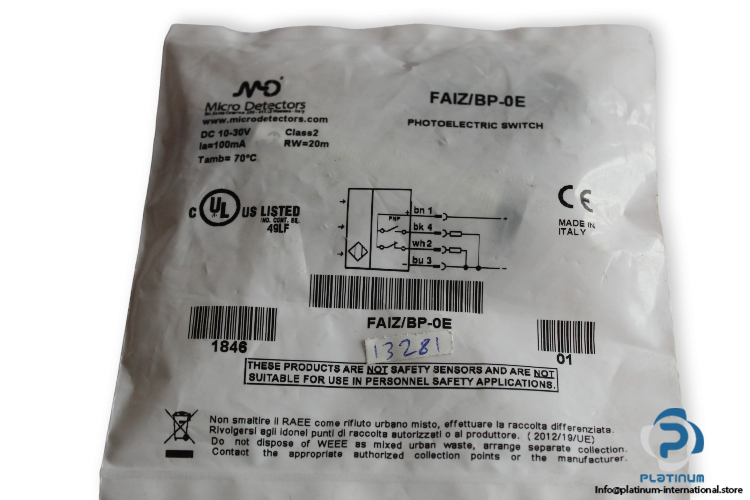 MD
Micro Detectors
www.microdetectors.com
DC 10-30V Class2
Ia=100mA RW=20m
Tamb= 70°C
FAIZ/BP-0E
PHOTOELECTRIC SWITCH
C UL US LISTED
IND. CONT. EQ.
49LF
PNP
+ bn 1
bk 4
wh 2
- bu 3
CE
MADE IN
ITALY
FAIZ/BP-0E
1846
13281
01
THESE PRODUCTS ARE NOT SAFETY SENSORS AND ARE NOT
SUITABLE FOR USE IN PERSONNEL SAFETY APPLICATIONS.
Non smaltire il RAEE come rifiuto urbano misto, effettuare la raccolta differenziata.
Rivolgersi agli idonei punti di raccolta autorizzati o al produttore. (2012/19/UE)
Do not dispose of WEEE as mixed urban waste, arrange separate collection.
Contact the appropriate authorized collection points or the manufacturer.
PLATINUM
Info@platinum-international.store